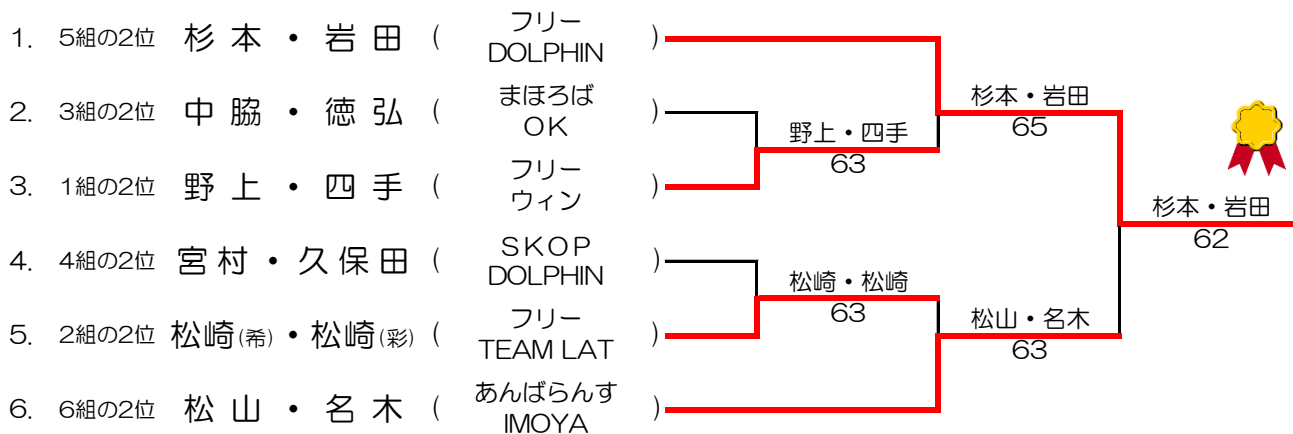 1. 5組の2位 杉本・岩田 ( フリー DOLPHIN )
2. 3組の2位 中脇・徳弘 ( まほろば OK )
3. 1組の2位 野上・四手 ( フリー ウィン )
4. 4組の2位 宮村・久保田 ( SKOP DOLPHIN )
5. 2組の2位 松崎(希)・松崎(彩) ( フリー TEAM LAT )
6. 6組の2位 松山・名木 ( あんばらんす IMOYA )
野上・四手
63
松崎・松崎
63
杉本・岩田
65
松山・名木
63
杉本・岩田
62